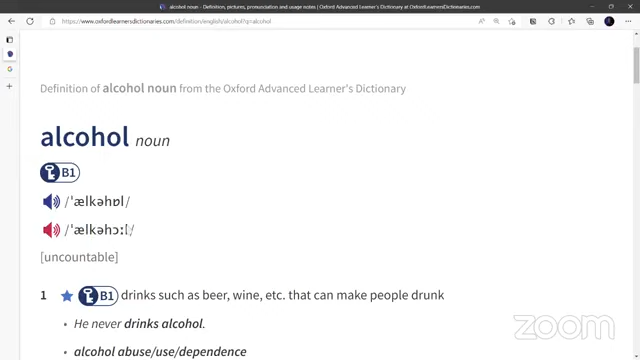 alcohol noun - Definition, pictures, pronunciation and usage notes | Oxford Advanced Learner's Dictionary at OxfordLearnersDictionaries.com
https://www.oxfordlearnersdictionaries.com/definition/english/alcohol?q=alcohol
Definition of alcohol noun from the Oxford Advanced Learner's Dictionary
alcohol noun
B1
/ˈælkəhɒl/
/ˈælkəhɔːl/
[uncountable]
1 B1 drinks such as beer, wine, etc. that can make people drunk
• He never drinks alcohol.
• alcohol abuse/use/dependence
zoom